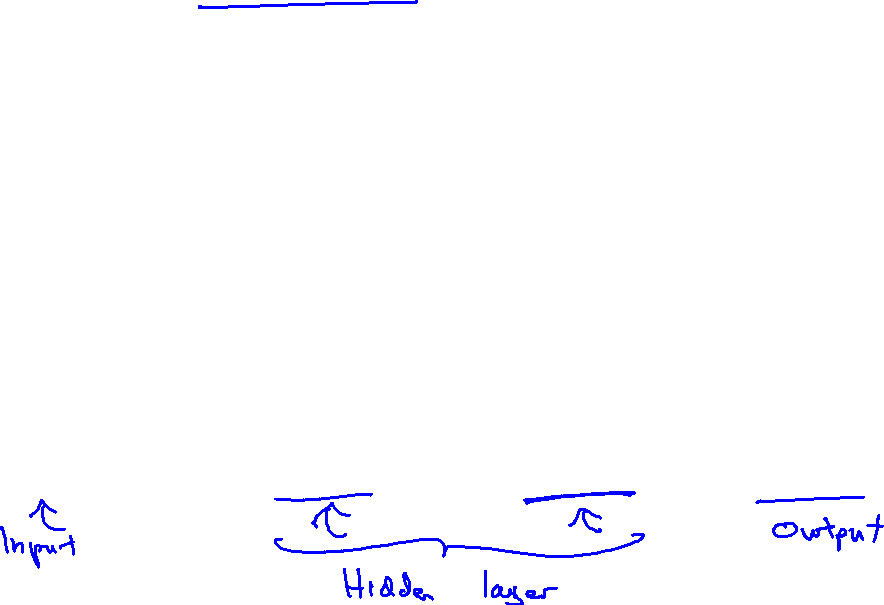 Input
Output
Hidden layer